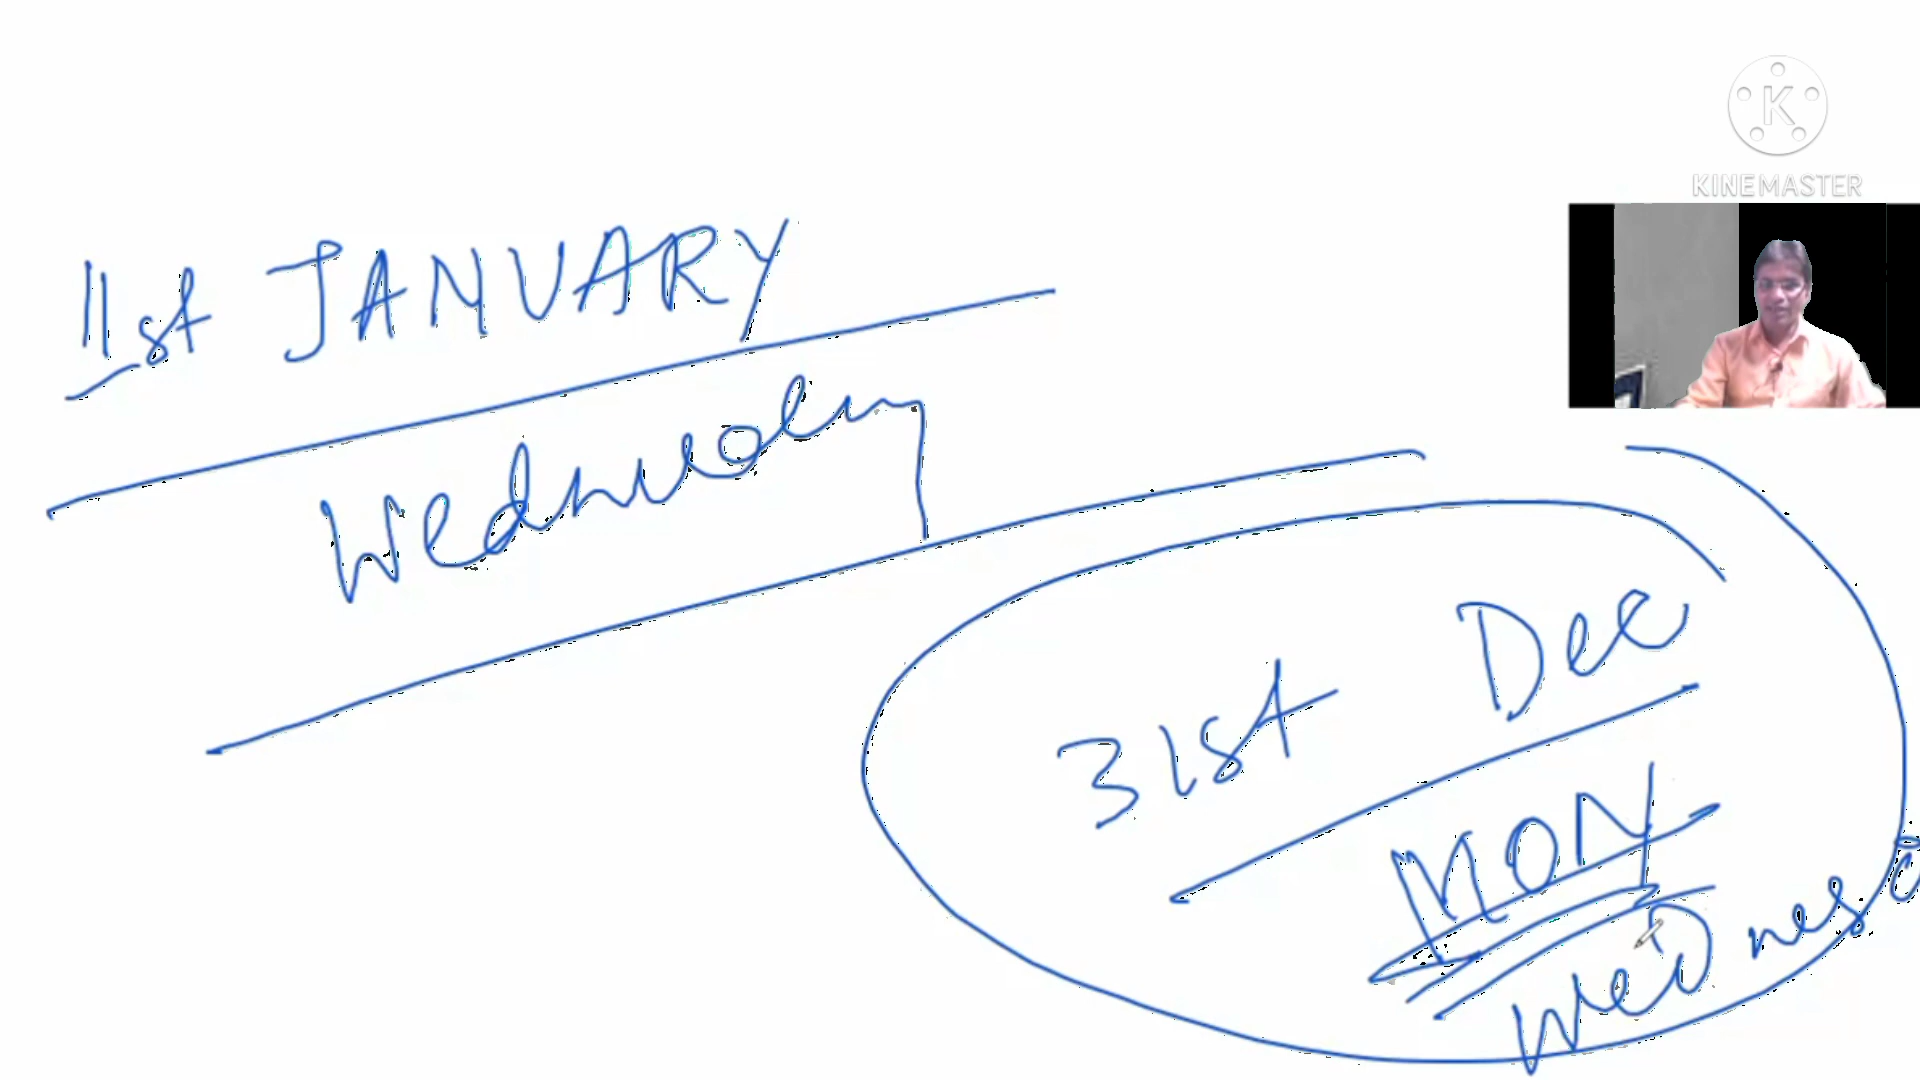 K
KINEMASTER
1st JANUARY
Wednesday
31st Dec
MON
WeDnesd